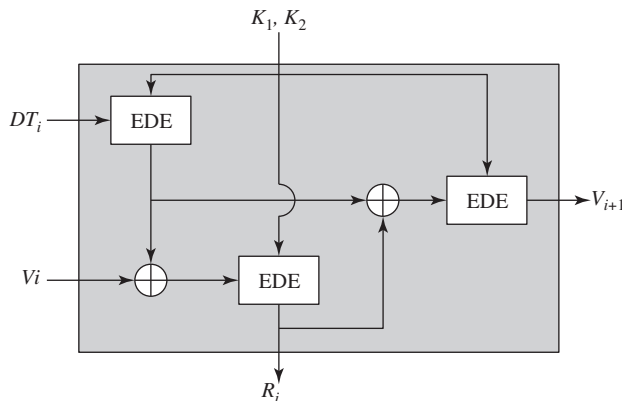 K₁, K₂
EDE
DTᵢ
EDE
Vᵢ₊₁
Vi
EDE
Rᵢ